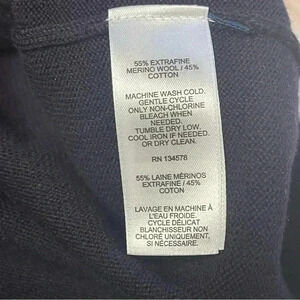 55% EXTRAFINE
MERINO WOOL / 45%
COTTON
MACHINE WASH COLD.
GENTLE CYCLE
ONLY NON-CHLORINE
BLEACH WHEN
NEEDED.
TUMBLE DRY LOW.
COOL IRON IF NEEDED.
OR DRY CLEAN.
RN 134578
55% LAINE MÉRINOS
EXTRAFINE / 45%
COTON
LAVAGE EN MACHINE À
L'EAU FROIDE.
CYCLE DÉLICAT
BLANCHISSEUR NON
CHLORÉ UNIQUEMENT,
SI NÉCESSAIRE.